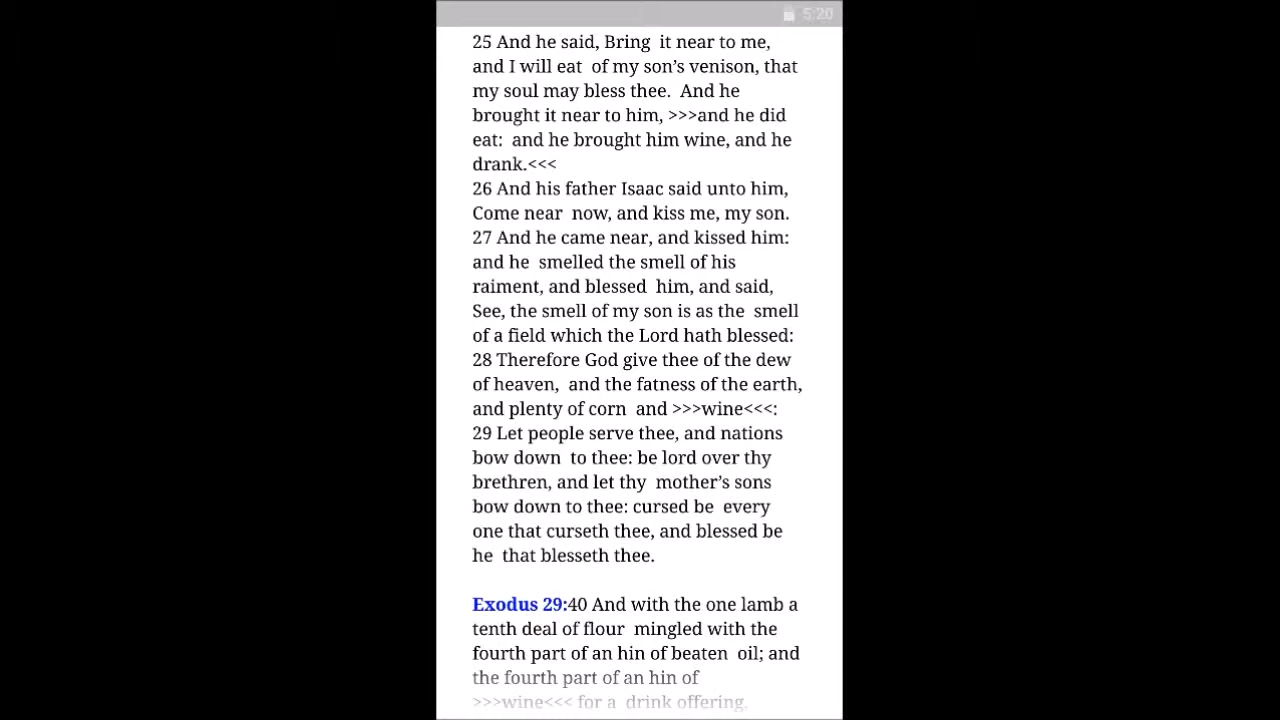 5:20
25 And he said, Bring  it near to me,
and I will eat  of my son’s venison, that
my soul may bless thee.  And he
brought it near to him, >>>and he did
eat:  and he brought him wine, and he
drank.<<<
26 And his father Isaac said unto him,
Come near  now, and kiss me, my son.
27 And he came near, and kissed him:
and he  smelled the smell of his
raiment, and blessed  him, and said,
See, the smell of my son is as the  smell
of a field which the Lord hath blessed:
28 Therefore God give thee of the dew
of heaven,  and the fatness of the earth,
and plenty of corn  and >>>wine<<<:
29 Let people serve thee, and nations
bow down  to thee: be lord over thy
brethren, and let thy  mother’s sons
bow down to thee: cursed be  every
one that curseth thee, and blessed be
he  that blesseth thee.
Exodus 29:40 And with the one lamb a
tenth deal of flour  mingled with the
fourth part of an hin of beaten  oil; and
the fourth part of an hin of
>>>wine<<< for a  drink offering.